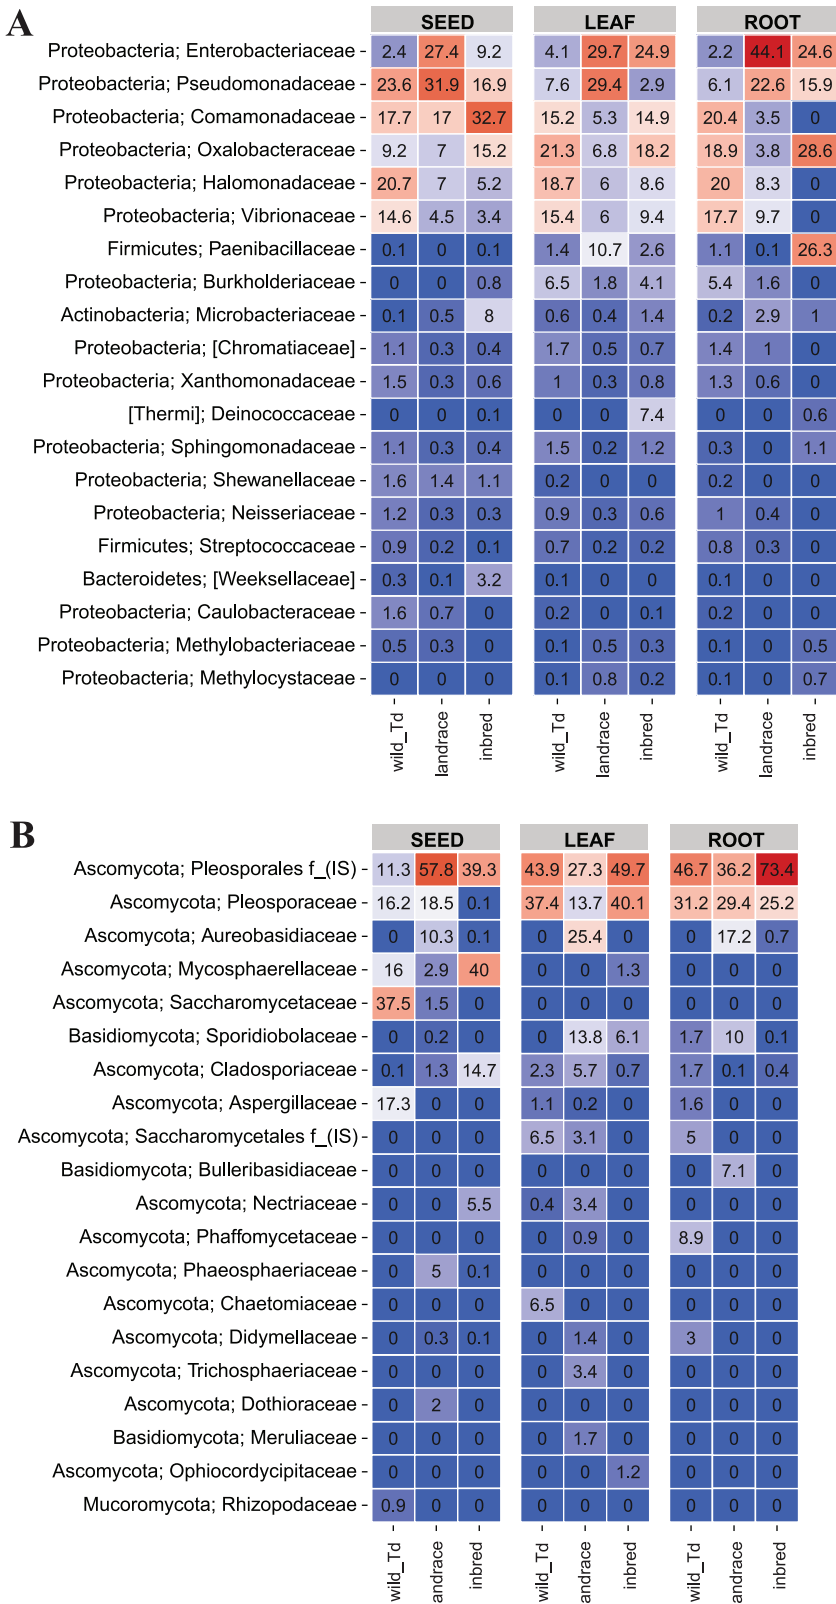 A
SEED LEAF ROOT
Proteobacteria; Enterobacteriaceae 2.4 27.4 9.2 4.1 29.7 24.9 2.2 44.1 24.6
Proteobacteria; Pseudomonadaceae 23.6 31.9 16.9 7.6 29.4 2.9 6.1 22.6 15.9
Proteobacteria; Comamonadaceae 17.7 17 32.7 15.2 5.3 14.9 20.4 3.5 0
Proteobacteria; Oxalobacteraceae 9.2 7 15.2 21.3 6.8 18.2 18.9 3.8 28.6
Proteobacteria; Halomonadaceae 20.7 7 5.2 18.7 6 8.6 20 8.3 0
Proteobacteria; Vibrionaceae 14.6 4.5 3.4 15.4 6 9.4 17.7 9.7 0
Firmicutes; Paenibacillaceae 0.1 0 0.1 1.4 10.7 2.6 1.1 0.1 26.3
Proteobacteria; Burkholderiaceae 0 0 0.8 6.5 1.8 4.1 5.4 1.6 0
Actinobacteria; Microbacteriaceae 0.1 0.5 8 0.6 0.4 1.4 0.2 2.9 1
Proteobacteria; [Chromatiaceae] 1.1 0.3 0.4 1.7 0.5 0.7 1.4 1 0
Proteobacteria; Xanthomonadaceae 1.5 0.3 0.6 1 0.3 0.8 1.3 0.6 0
[Thermi]; Deinococcaceae 0 0 0.1 0 0 7.4 0 0 0.6
Proteobacteria; Sphingomonadaceae 1.1 0.3 0.4 1.5 0.2 1.2 0.3 0 1.1
Proteobacteria; Shewanellaceae 1.6 1.4 1.1 0.2 0 0 0.2 0 0
Proteobacteria; Neisseriaceae 1.2 0.3 0.3 0.9 0.3 0.6 1 0.4 0
Firmicutes; Streptococcaceae 0.9 0.2 0.1 0.7 0.2 0.2 0.8 0.3 0
Bacteroidetes; [Weeksellaceae] 0.3 0.1 3.2 0.1 0 0 0.1 0 0
Proteobacteria; Caulobacteraceae 1.6 0.7 0 0.2 0 0.1 0.2 0 0
Proteobacteria; Methylobacteriaceae 0.5 0.3 0 0.1 0.5 0.3 0.1 0 0.5
Proteobacteria; Methylocystaceae 0 0 0 0.1 0.8 0.2 0.1 0 0.7
wild_Td landrace inbred wild_Td landrace inbred wild_Td landrace inbred
B
SEED LEAF ROOT
Ascomycota; Pleosporales f_(IS) 11.3 57.8 39.3 43.9 27.3 49.7 46.7 36.2 73.4
Ascomycota; Pleosporaceae 16.2 18.5 0.1 37.4 13.7 40.1 31.2 29.4 25.2
Ascomycota; Aureobasidiaceae 0 10.3 0.1 0 25.4 0 0 17.2 0.7
Ascomycota; Mycosphaerellaceae 16 2.9 40 0 0 1.3 0 0 0
Ascomycota; Saccharomycetaceae 37.5 1.5 0 0 0 0 0 0 0
Basidiomycota; Sporidiobolaceae 0 0.2 0 0 13.8 6.1 1.7 10 0.1
Ascomycota; Cladosporiaceae 0.1 1.3 14.7 2.3 5.7 0.7 1.7 0.1 0.4
Ascomycota; Aspergillaceae 17.3 0 0 1.1 0.2 0 1.6 0 0
Ascomycota; Saccharomycetales f_(IS) 0 0 0 6.5 3.1 0 5 0 0
Basidiomycota; Bulleribasidiaceae 0 0 0 0 0 0 0 7.1 0
Ascomycota; Nectriaceae 0 0 5.5 0.4 3.4 0 0 0 0
Ascomycota; Phaffomycetaceae 0 0 0 0 0.9 0 8.9 0 0
Ascomycota; Phaeosphaeriaceae 0 5 0.1 0 0 0 0 0 0
Ascomycota; Chaetomiaceae 0 0 0 6.5 0 0 0 0 0
Ascomycota; Didymellaceae 0 0.3 0.1 0 1.4 0 3 0 0
Ascomycota; Trichosphaeriaceae 0 0 0 0 3.4 0 0 0 0
Ascomycota; Dothioraceae 0 2 0 0 0 0 0 0 0
Basidiomycota; Meruliaceae 0 0 0 0 1.7 0 0 0 0
Ascomycota; Ophiocordycipitaceae 0 0 0 0 0 1.2 0 0 0
Mucoromycota; Rhizopodaceae 0.9 0 0 0 0 0 0 0 0
wild_Td andrace inbred wild_Td andrace inbred wild_Td andrace inbred